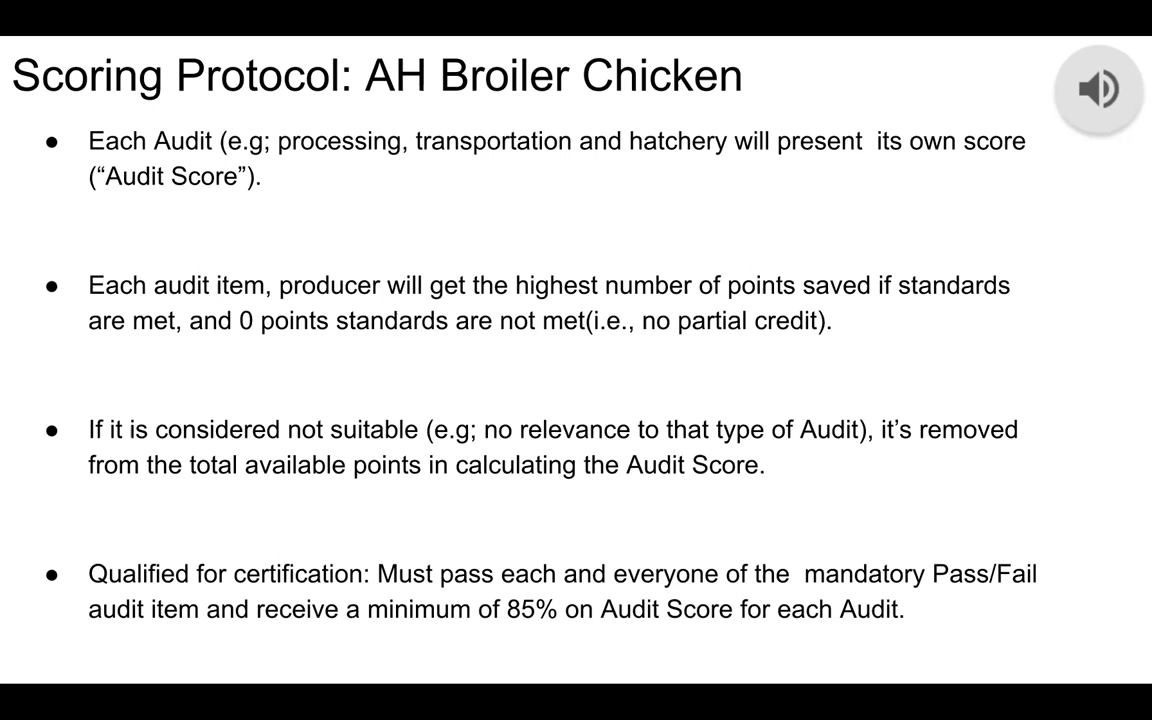 Scoring Protocol: AH Broiler Chicken
● Each Audit (e.g; processing, transportation and hatchery will present  its own score
(“Audit Score”).
● Each audit item, producer will get the highest number of points saved if standards
are met, and 0 points standards are not met(i.e., no partial credit).
● If it is considered not suitable (e.g; no relevance to that type of Audit), it’s removed
from the total available points in calculating the Audit Score.
● Qualified for certification: Must pass each and everyone of the  mandatory Pass/Fail
audit item and receive a minimum of 85% on Audit Score for each Audit.